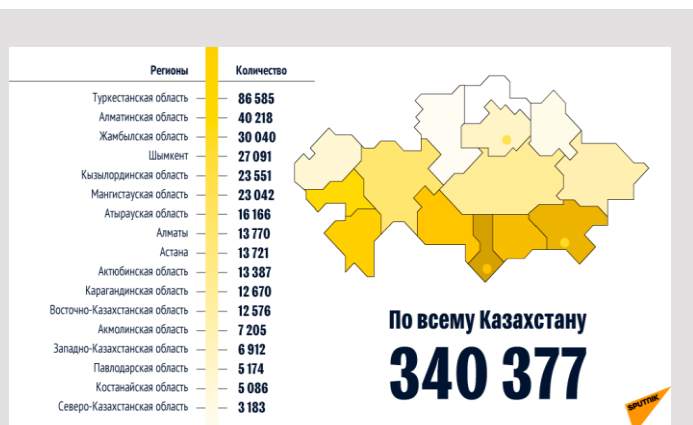 Регионы Количество
Туркестанская область 86 585
Алматинская область 40 218
Жамбылская область 30 040
Шымкент 27 091
Кызылординская область 23 551
Мангистауская область 23 042
Атырауская область 16 166
Алматы 13 770
Астана 13 721
Актюбинская область 13 387
Карагандинская область 12 670
Восточно-Казахстанская область 12 576
Акмолинская область 7 205
Западно-Казахстанская область 6 912
Павлодарская область 5 174
Костанайская область 5 086
Северо-Казахстанская область 3 183
По всему Казахстану
340 377
SPUTNIK